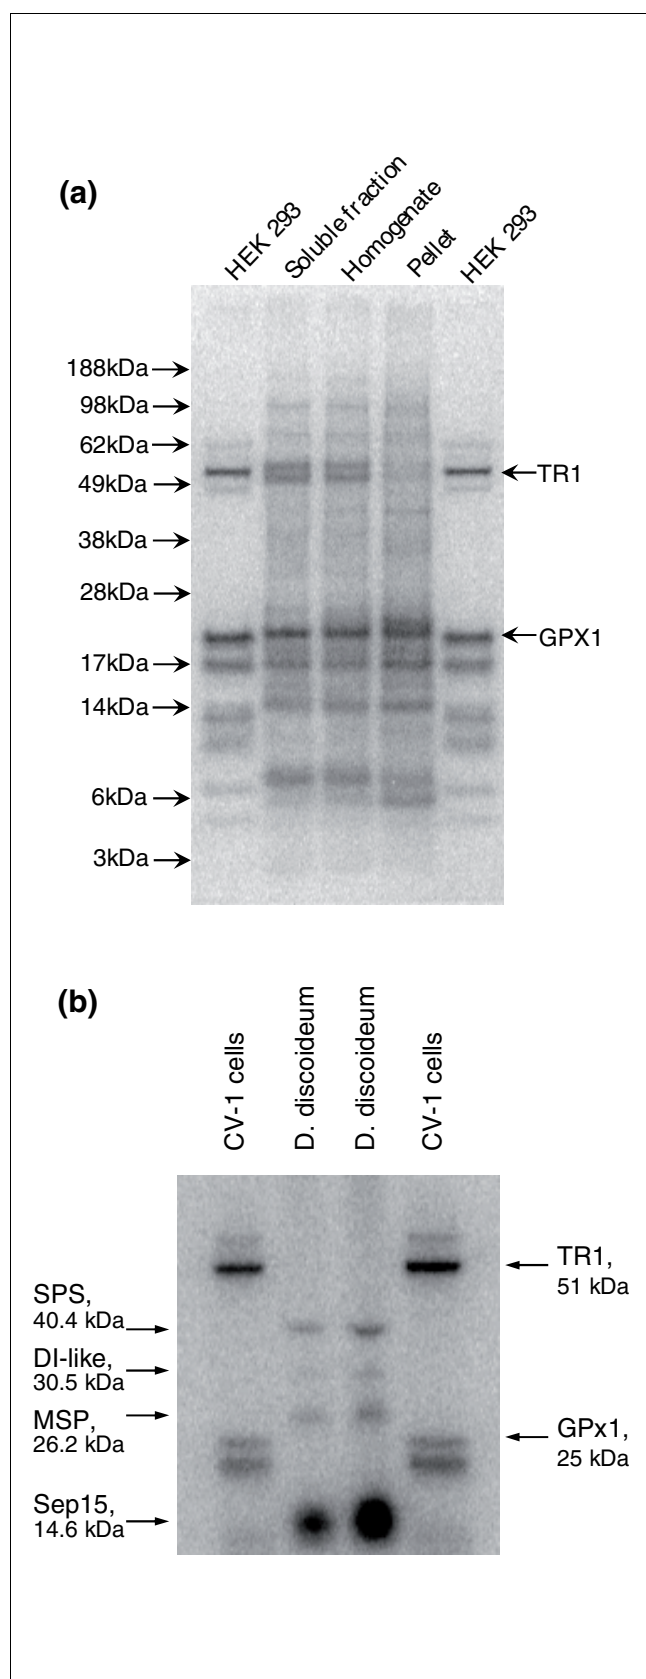 (a)
HEK 293
Soluble fraction
Homogenate
Pellet
HEK 293
188kDa
98kDa
62kDa
49kDa
38kDa
28kDa
17kDa
14kDa
6kDa
3kDa
TR1
GPX1
(b)
CV-1 cells
D. discoideum
D. discoideum
CV-1 cells
SPS,
40.4 kDa
DI-like,
30.5 kDa
MSP,
26.2 kDa
Sep15,
14.6 kDa
TR1,
51 kDa
GPx1,
25 kDa